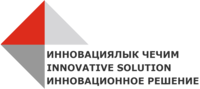 ИННОВАЦИЯЛЫК ЧЕЧИМ
INNOVATIVE SOLUTION
ИННОВАЦИОННОЕ РЕШЕНИЕ